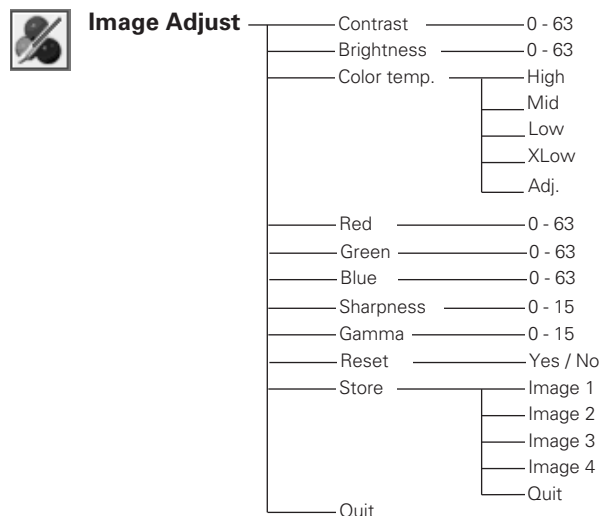 Image Adjust
Contrast 0 - 63
Brightness 0 - 63
Color temp. High
Mid
Low
XLow
Adj.
Red 0 - 63
Green 0 - 63
Blue 0 - 63
Sharpness 0 - 15
Gamma 0 - 15
Reset Yes / No
Store Image 1
Image 2
Image 3
Image 4
Quit
Quit